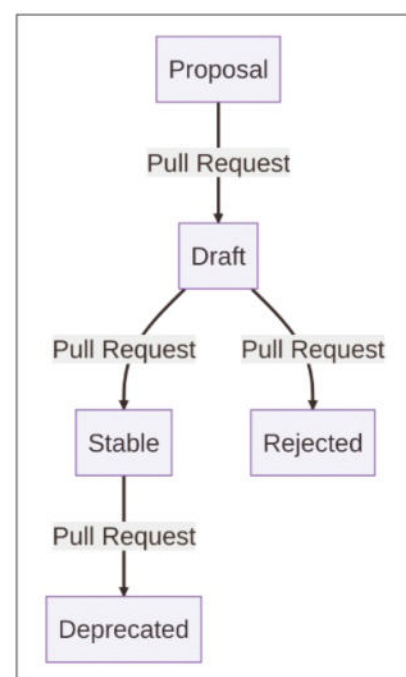 Proposal
Pull Request
Draft
Pull Request Pull Request
Stable Rejected
Pull Request
Deprecated